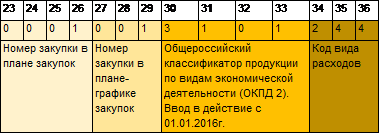 23 24 25 26 27 28 29 30 31 32 33 34 35 36
0 0 0 1 0 0 1 3 1 0 1 2 4 4
Номер закупки в
плане закупок
Номер
закупки в
плане-
графике
закупок
Общероссийский
классификатор продукции
по видам экономической
деятельности (ОКПД 2).
Ввод в действие с
01.01.2016г.
Код вида
расходов